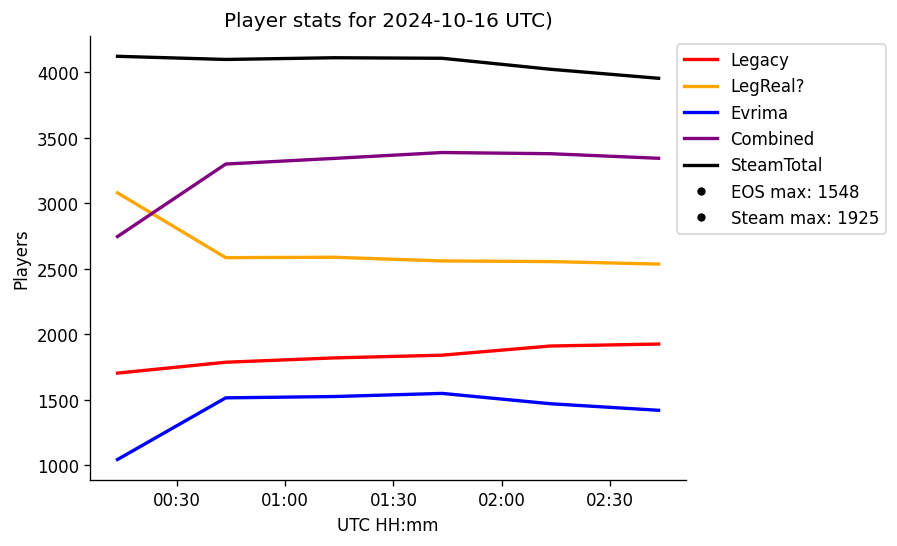 Player stats for 2024-10-16 UTC)
Legacy
LegReal?
Evrima
Combined
SteamTotal
EOS max: 1548
Steam max: 1925
Players
4000
3500
3000
2500
2000
1500
1000
00:30
01:00
01:30
02:00
02:30
UTC HH:mm